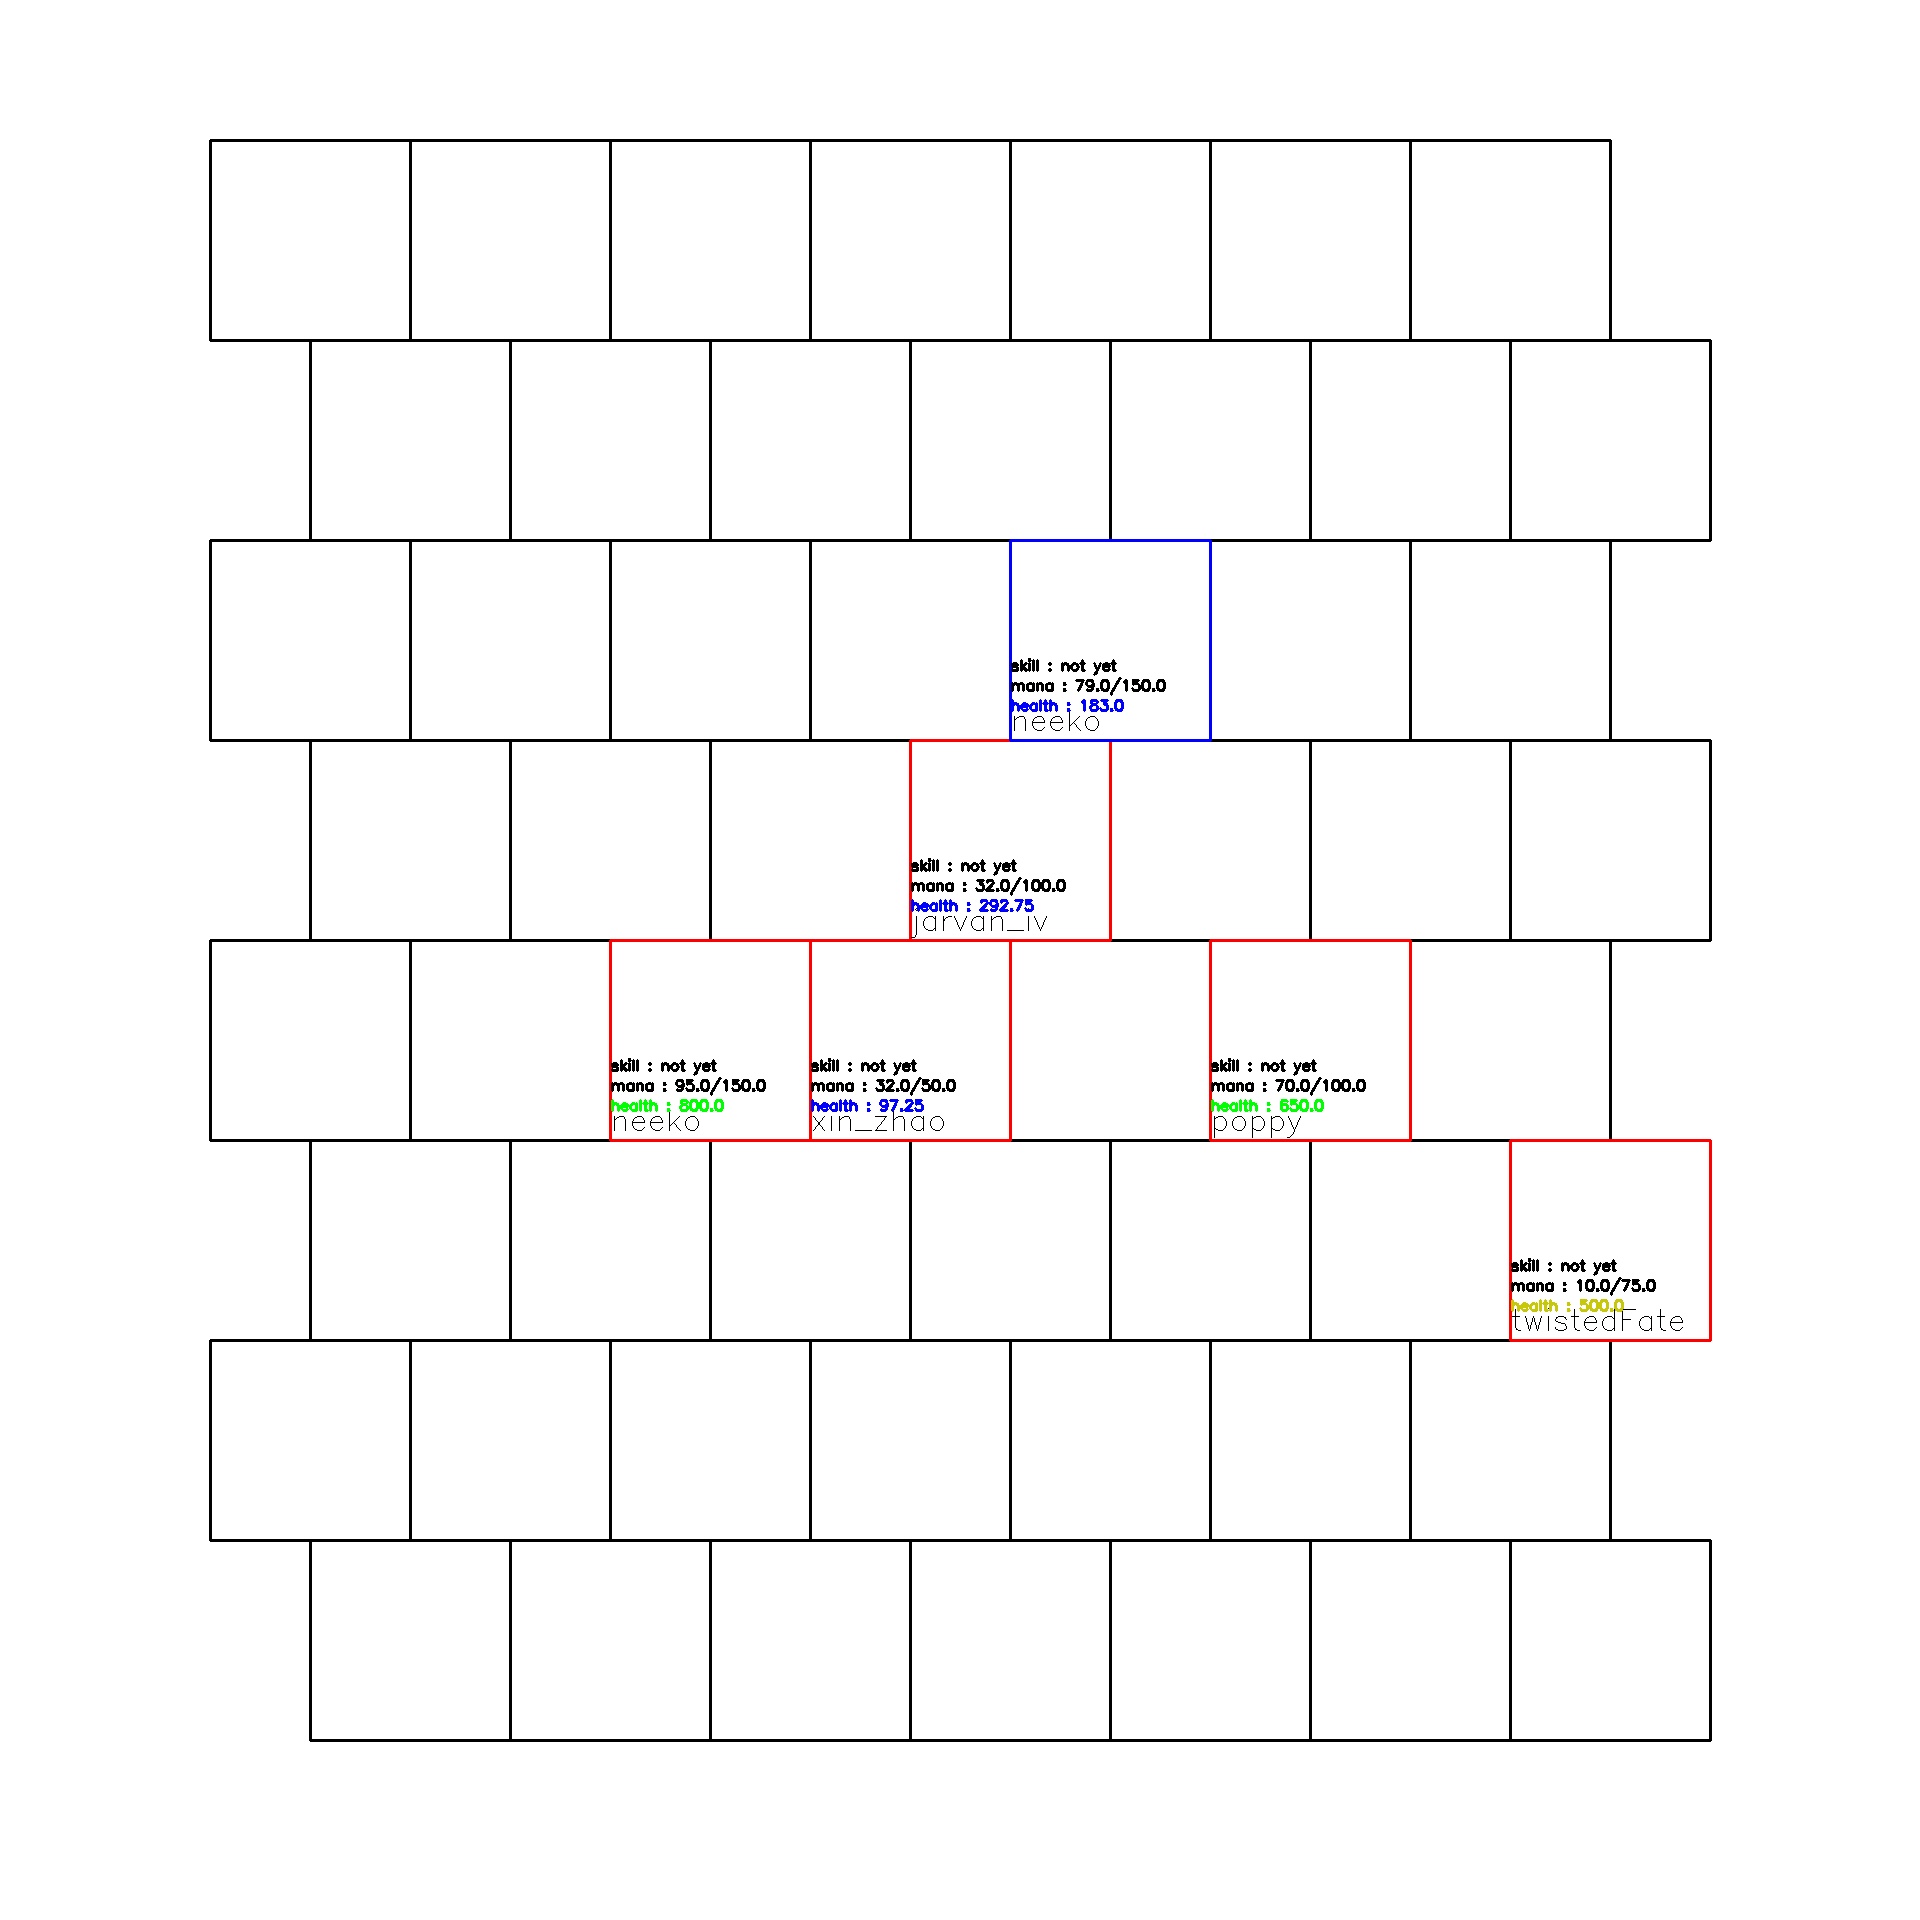 skill : not yet
mana : 79.0/150.0
health : 183.0
neeko
skill : not yet
mana : 32.0/100.0
health : 292.75
jarvan_iv
skill : not yet
mana : 95.0/150.0
health : 800.0
neeko
skill : not yet
mana : 32.0/50.0
health : 97.25
xin_zhao
skill : not yet
mana : 70.0/100.0
health : 650.0
poppy
skill : not yet
mana : 10.0/75.0
health : 500.0
twistedFate